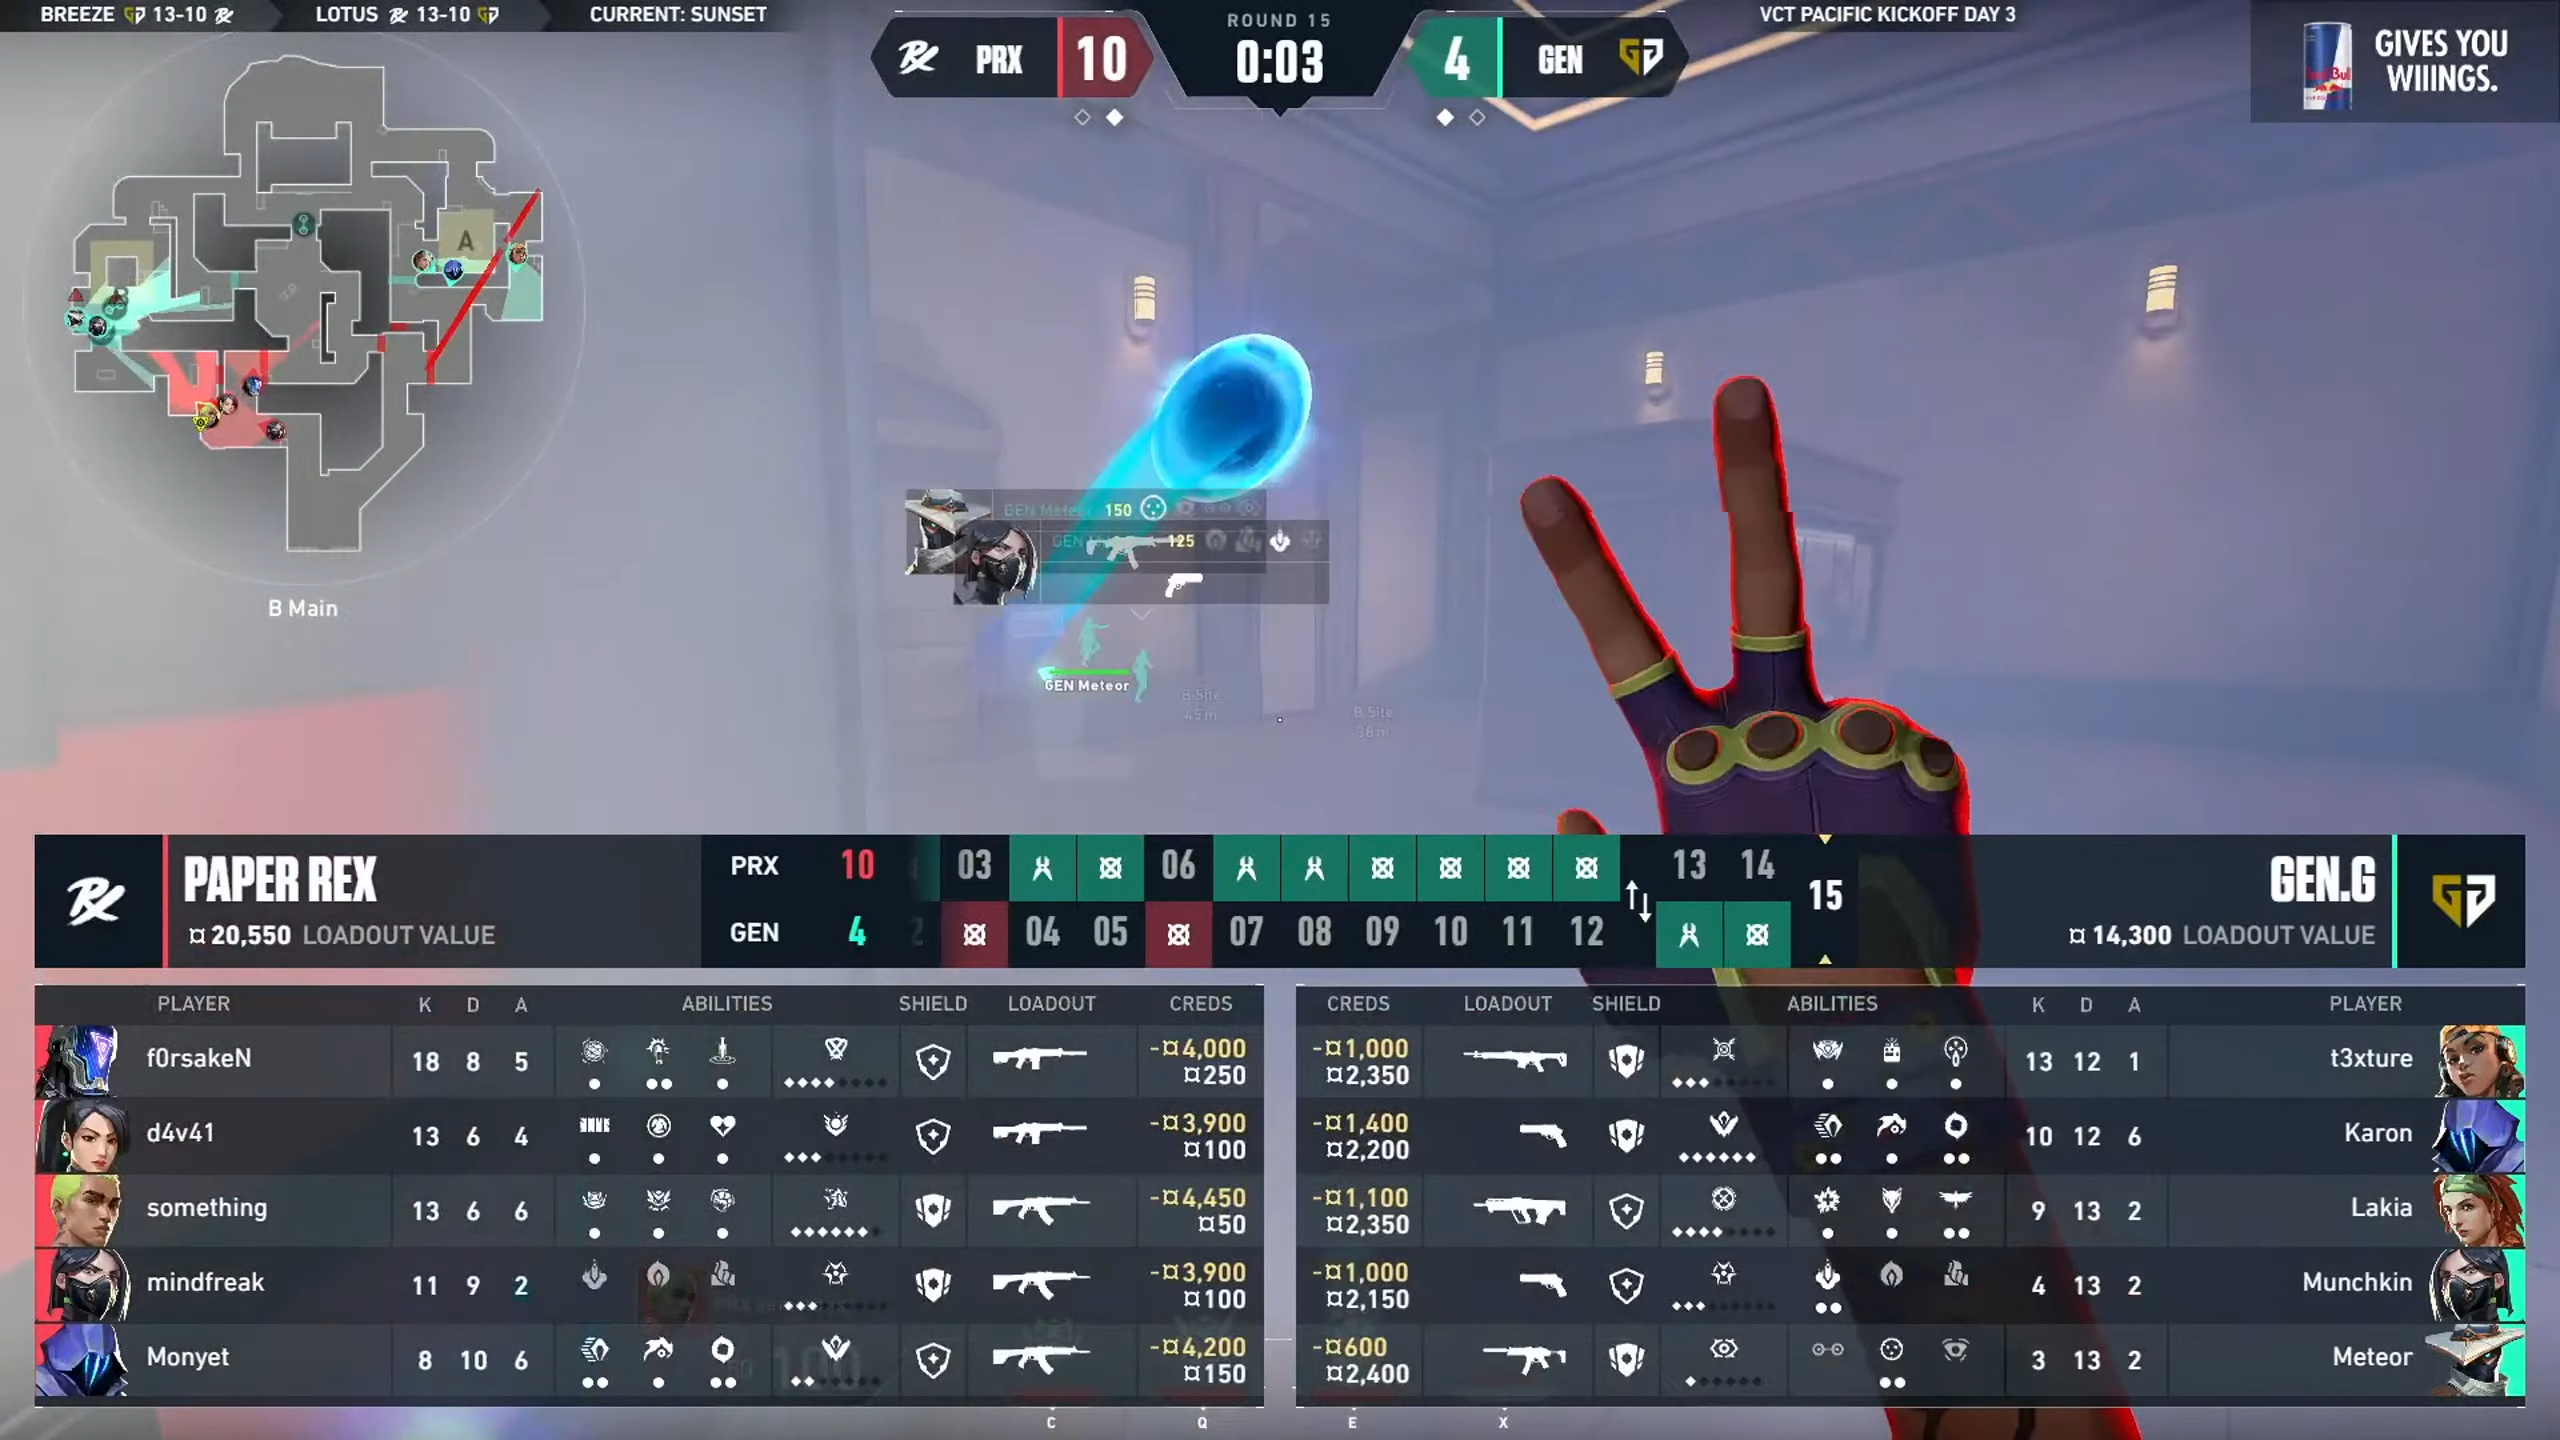 BREEZE 13-10
LOTUS 13-10
CURRENT: SUNSET
PRX 10
ROUND 15
0:03
4 GEN
VCT PACIFIC KICKOFF DAY 3
Red Bull
GIVES YOU
WIIINGS.
A
B Main
GEN Meteor 150
GEN 125
GEN Meteor
B Site
45m
B Site
38m
PAPER REX
¤ 20,550 LOADOUT VALUE
PRX 10 03 06 13 14
15
GEN 4 2 04 05 07 08 09 10 11 12
GEN.G
¤ 14,300 LOADOUT VALUE
PLAYER K D A ABILITIES SHIELD LOADOUT CREDS
f0rsakeN 18 8 5 -¤4,000
¤250
d4v41 13 6 4 -¤3,900
¤100
something 13 6 6 -¤4,450
¤50
mindfreak 11 9 2 -¤3,900
¤100
Monyet 8 10 6 -¤4,200
¤150
CREDS LOADOUT SHIELD ABILITIES K D A PLAYER
-¤1,000 13 12 1 t3xture
¤2,350
-¤1,400 10 12 6 Karon
¤2,200
-¤1,100 9 13 2 Lakia
¤2,350
-¤1,000 4 13 2 Munchkin
¤2,150
-¤600 3 13 2 Meteor
¤2,400
100
C Q E X